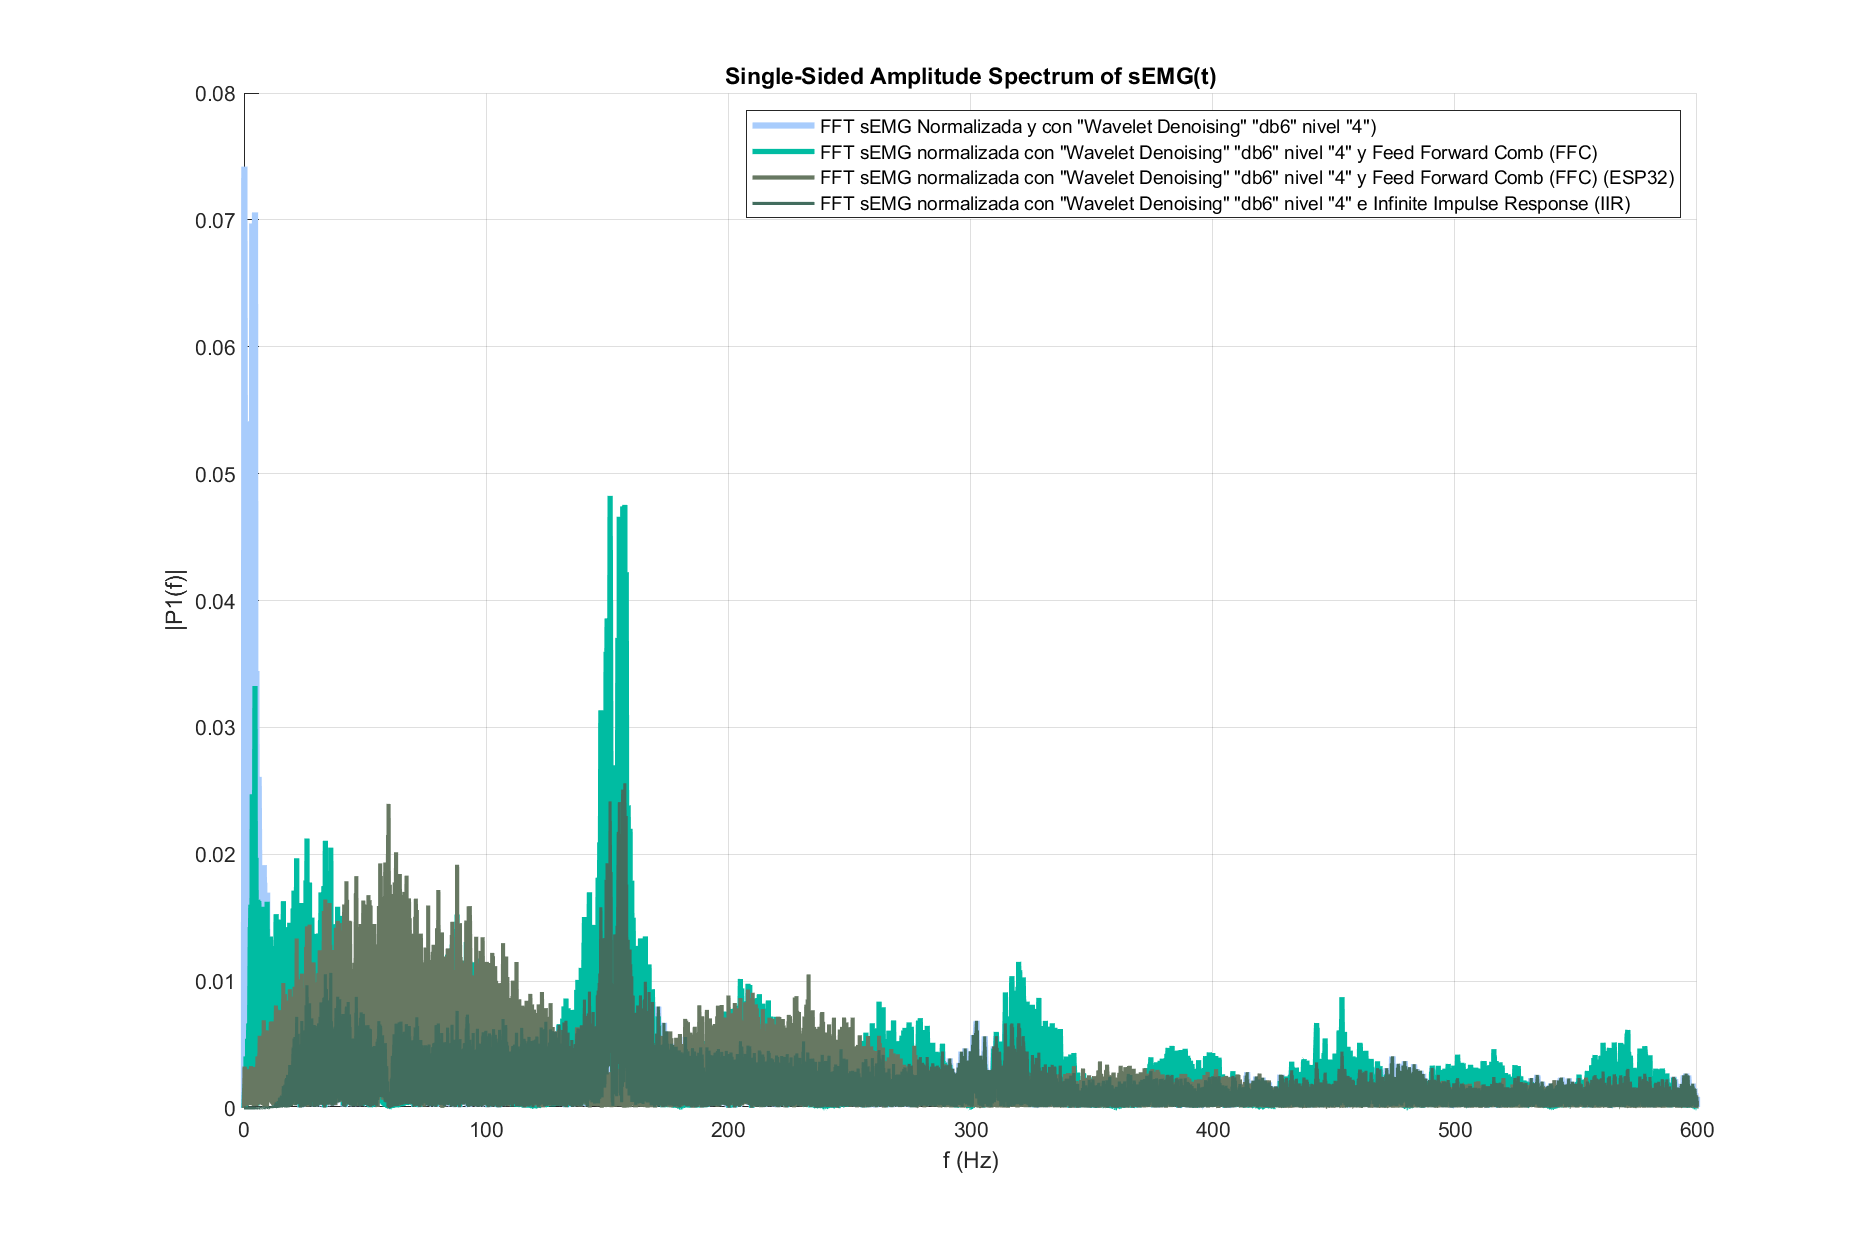 Single-Sided Amplitude Spectrum of sEMG(t)
FFT sEMG Normalizada y con "Wavelet Denoising" "db6" nivel "4")
FFT sEMG normalizada con "Wavelet Denoising" "db6" nivel "4" y Feed Forward Comb (FFC)
FFT sEMG normalizada con "Wavelet Denoising" "db6" nivel "4" y Feed Forward Comb (FFC) (ESP32)
FFT sEMG normalizada con "Wavelet Denoising" "db6" nivel "4" e Infinite Impulse Response (IIR)
|P1(f)|
0.08
0.07
0.06
0.05
0.04
0.03
0.02
0.01
0
0 100 200 300 400 500 600
f (Hz)